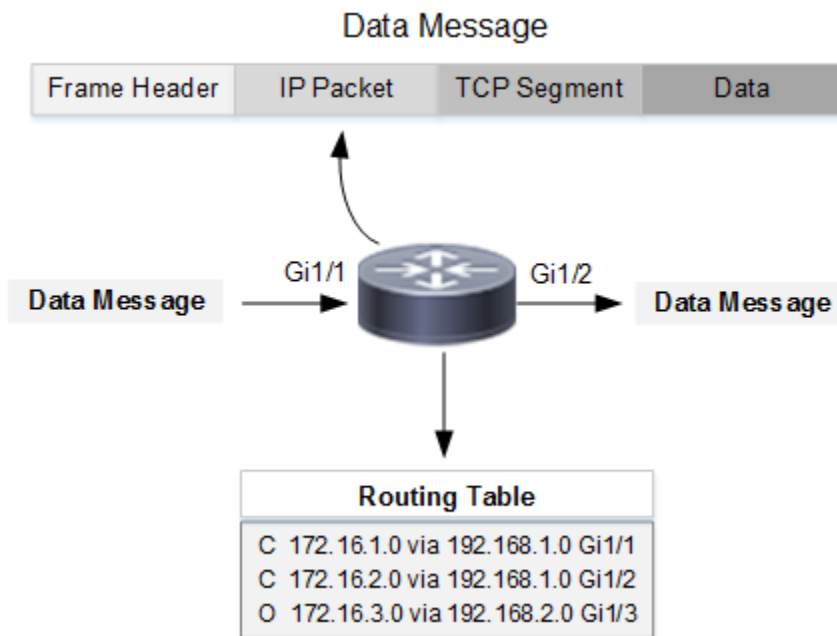 Data Message
Frame Header IP Packet TCP Segment Data
Gi1/1 Gi1/2
Data Message Data Message
Routing Table
C 172.16.1.0 via 192.168.1.0 Gi1/1
C 172.16.2.0 via 192.168.1.0 Gi1/2
O 172.16.3.0 via 192.168.2.0 Gi1/3